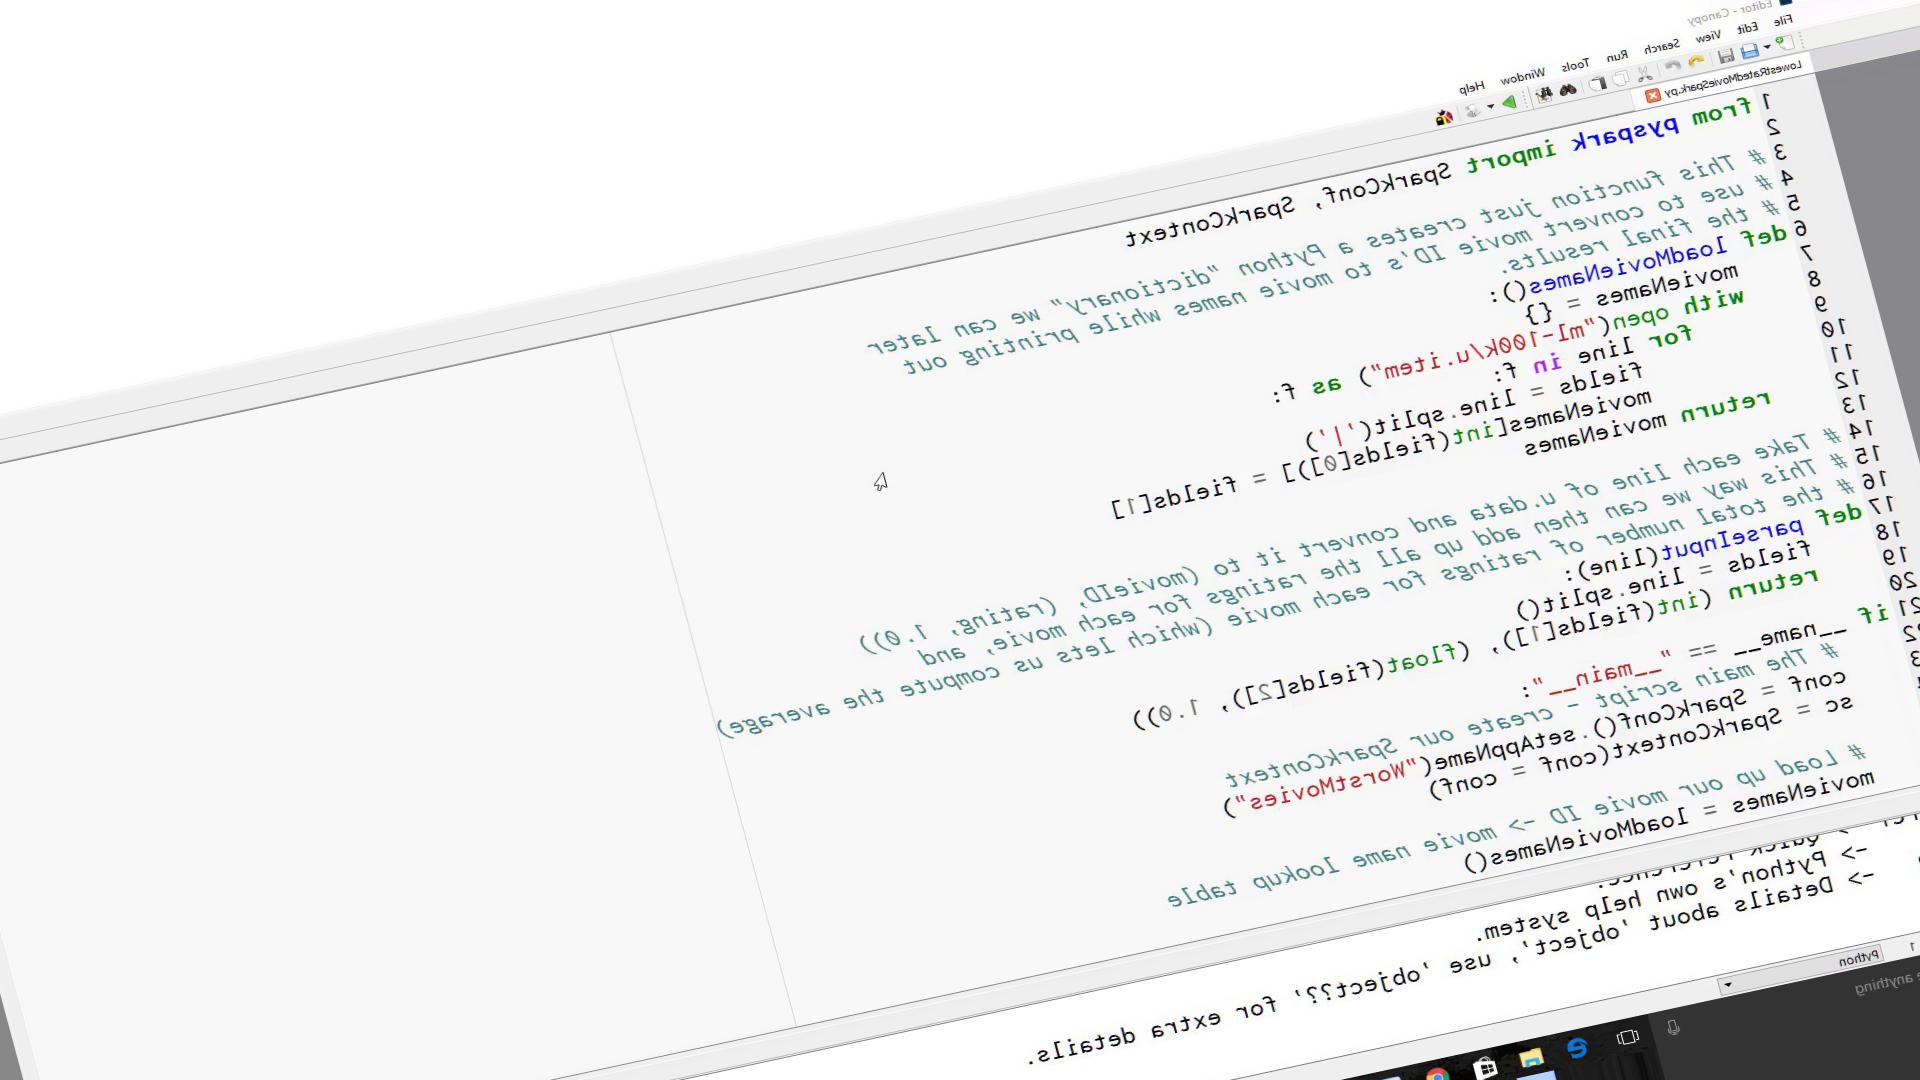 Editor - Canopy
File Edit View Search Run Tools Window Help
LowestRatedMovieSpark.py
1 from pyspark import SparkConf, SparkContext
2
3 # This function just creates a Python "dictionary" we can later
4 # use to convert movie ID's to movie names while printing out
5 # the final results.
6 def loadMovieNames():
7 movieNames = {}
8 with open("ml-100k/u.item") as f:
9 for line in f:
10 fields = line.split('|')
11 movieNames[int(fields[0])] = fields[1]
12 return movieNames
13
14 # Take each line of u.data and convert it to (movieID, (rating, 1.0))
15 # This way we can then add up all the ratings for each movie, and
16 # the total number of ratings for each movie (which lets us compute the average)
17 def parseInput(line):
18 fields = line.split()
19 return (int(fields[1]), (float(fields[2]), 1.0))
20
21 if __name__ == "__main__":
22 # The main script - create our SparkContext
conf = SparkConf().setAppName("WorstMovies")
sc = SparkContext(conf = conf)
# Load up our movie ID -> movie name lookup table
movieNames = loadMovieNames()
-> Quick reference.
-> Python's own help system.
-> Details about 'object', use 'object??' for extra details.
Python
anything